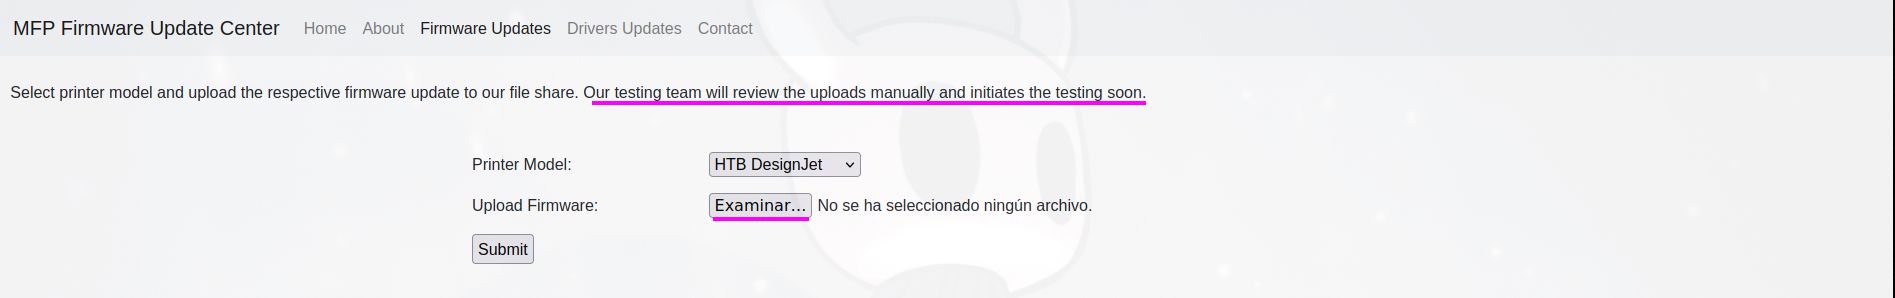 MFP Firmware Update Center Home About Firmware Updates Drivers Updates Contact
Select printer model and upload the respective firmware update to our file share. Our testing team will review the uploads manually and initiates the testing soon.
Printer Model: HTB DesignJet
Upload Firmware: Examinar... No se ha seleccionado ningún archivo.
Submit